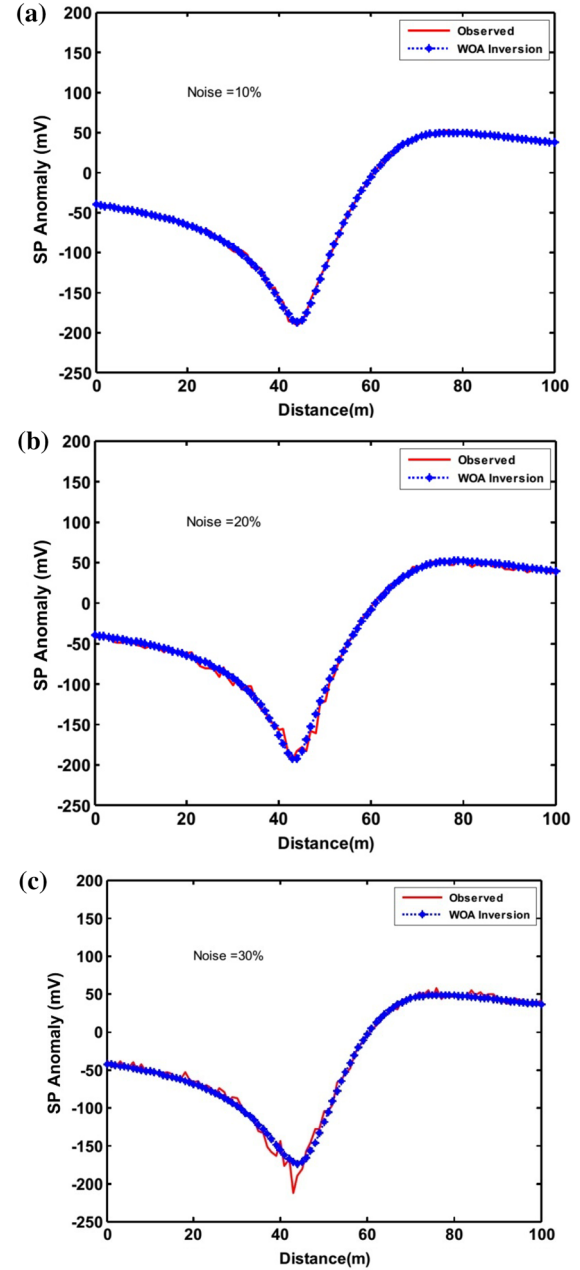 (a)
200
150
100
50
0
-50
-100
-150
-200
-250
SP Anomaly (mV)
Observed
WOA Inversion
Noise =10%
0 20 40 60 80 100
Distance(m)
(b)
200
150
100
50
0
-50
-100
-150
-200
-250
SP Anomaly (mV)
Observed
WOA Inversion
Noise =20%
0 20 40 60 80 100
Distance(m)
(c)
200
150
100
50
0
-50
-100
-150
-200
-250
SP Anomaly (mV)
Observed
WOA Inversion
Noise =30%
0 20 40 60 80 100
Distance(m)